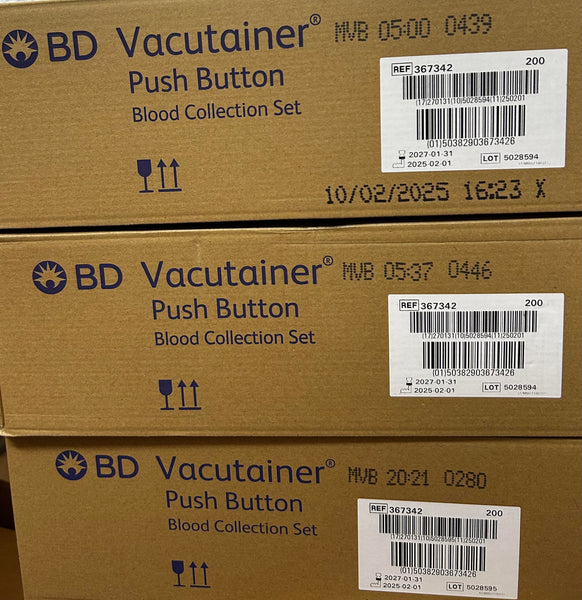 BD Vacutainer® MVB 05:00 0439
Push Button
Blood Collection Set
REF 367342 200
(17)270131(10)5028594(11)250201
(01)50382903673426
2027-01-31
2025-02-01 LOT 5028594
10/02/2025 16:23 X
BD Vacutainer® MVB 05:37 0446
Push Button
Blood Collection Set
REF 367342 200
(17)270131(10)5028594(11)250201
(01)50382903673426
2027-01-31
2025-02-01 LOT 5028594
BD Vacutainer® MVB 20:21 0280
Push Button
Blood Collection Set
REF 367342 200
(17)270131(10)5028595(11)250201
(01)50382903673426
2027-01-31
2025-02-01 LOT 5028595